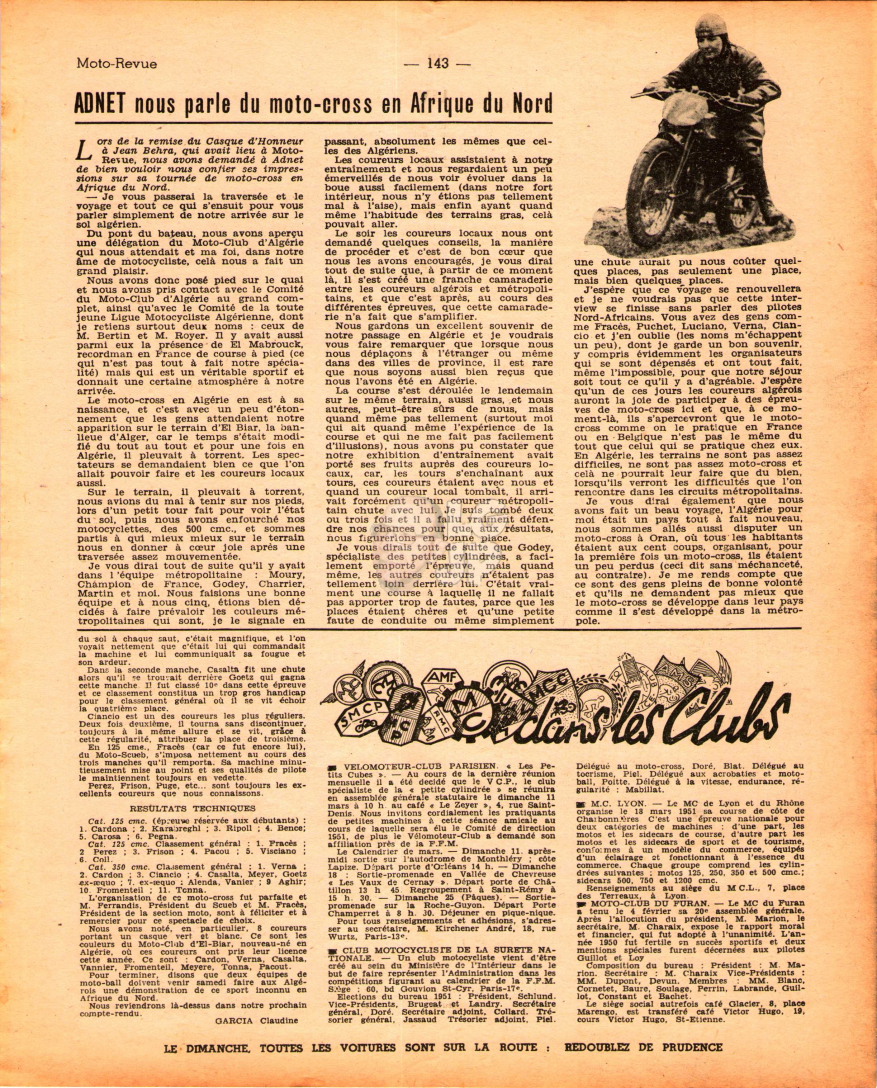 Moto-Revue
— 143 —
ADNET nous parle du moto-cross en Afrique du Nord
Lors de la remise du Casque d'Honneur
à Jean Behra, qui avait lieu à Moto-
Revue, nous avons demandé à Adnet
de bien vouloir nous confier ses impres-
sions sur sa tournée de moto-cross en
Afrique du Nord.
— Je vous passerai la traversée et le
voyage et tout ce qui s'ensuit pour vous
parler simplement de notre arrivée sur le
sol algérien.
Du pont du bateau, nous avons aperçu
une délégation du Moto-Club d'Algérie
qui nous attendait et ma foi, dans notre
âme de motocycliste, celà nous a fait un
grand plaisir.
Nous avons donc posé pied sur le quai
et nous avons pris contact avec le Comité
du Moto-Club d'Algérie au grand com-
plet, ainsi qu'avec le Comité de la toute
jeune Ligue Motocycliste Algérienne, dont
je retiens surtout deux noms : ceux de
M. Bertin et M. Royer. Il y avait aussi
parmi eux la présence de El Mabrouck,
recordman en France de course à pied (ce
qui n'est pas tout à fait notre spécia-
lité) mais qui est un véritable sportif et
donnait une certaine atmosphère à notre
arrivée.
Le moto-cross en Algérie en est à sa
naissance, et c'est avec un peu d'éton-
nement que les gens attendaient notre
apparition sur le terrain d'El Biar, la ban-
lieue d'Alger, car le temps s'était modi-
fié du tout au tout et pour une fois en
Algérie, il pleuvait à torrent. Les spec-
tateurs se demandaient bien ce que l'on
allait pouvoir faire et les coureurs locaux
aussi.
Sur le terrain, il pleuvait à torrent,
nous avions du mal à tenir sur nos pieds,
lors d'un petit tour fait pour voir l'état
du sol, puis nous avons enfourché nos
motocyclettes, des 500 cmc., et sommes
partis à qui mieux mieux sur le terrain
nous en donner à cœur joie après une
traversée assez mouvementée.
Je vous dirai tout de suite qu'il y avait
dans l'équipe métropolitaine : Moury,
Champion de France, Godey, Charrier,
Martin et moi. Nous faisions une bonne
équipe et à nous cinq, étions bien dé-
cidés à faire prévaloir les couleurs mé-
tropolitaines qui sont, je le signale en
passant, absolument les mêmes que cel-
les des Algériens.
Les coureurs locaux assistaient à notre
entraînement et nous regardaient un peu
émerveillés de nous voir évoluer dans la
boue aussi facilement (dans notre fort
intérieur, nous n'y étions pas tellement
mal à l'aise), mais enfin ayant quand
même l'habitude des terrains gras, celà
pouvait aller.
Le soir les coureurs locaux nous ont
demandé quelques conseils, la manière
de procéder et c'est de bon cœur que
nous les avons encouragés, je vous dirai
tout de suite que, à partir de ce moment
là, il s'est créé une franche camaraderie
entre les coureurs algérois et métropoli-
tains, et que c'est après, au cours des
différentes épreuves, que cette camarade-
rie n'a fait que s'amplifier.
Nous gardons un excellent souvenir de
notre passage en Algérie et je voudrais
vous faire remarquer que lorsque nous
nous déplaçons à l'étranger ou même
dans des villes de province, il est rare
que nous soyons aussi bien reçus que
nous l'avons été en Algérie.
La course s'est déroulée le lendemain
sur le même terrain, aussi gras, et nous
autres, peut-être sûrs de nous, mais
quand même pas tellement (surtout moi
qui ait quand même l'expérience de la
course et qui ne me fait pas facilement
d'illusions), nous avons pu constater que
notre exhibition d'entraînement avait
porté ses fruits auprès des coureurs lo-
caux, car, les tours s'enchaînant aux
tours, ces coureurs étaient avec nous et
quand un coureur local tombait, il arri-
vait forcément qu'un coureur métropoli-
tain chute avec lui. Je suis tombé deux
ou trois fois et il a fallu vraiment défen-
dre nos chances pour que, aux résultats,
nous figurerions en bonne place.
Je vous dirais tout de suite que Godey,
spécialiste des petites cylindrées, a faci-
lement emporté l'épreuve, mais quand
même, les autres coureurs n'étaient pas
tellement loin derrière lui. C'était vrai-
ment une course à laquelle il ne fallait
pas apporter trop de fautes, parce que les
places étaient chères et qu'une petite
faute de conduite ou même simplement
une chute aurait pu nous coûter quel-
ques places, pas seulement une place,
mais bien quelques places.
J'espère que ce voyage se renouvellera
et je ne voudrais pas que cette inter-
view se finisse sans parler des pilotes
Nord-Africains. Vous avez des gens com-
me Fracès, Puchet, Luciano, Verna, Cian-
cio et j'en oublie (les noms m'échappent
un peu), dont je garde un bon souvenir,
y compris évidemment les organisateurs
qui se sont dépensés et ont tout fait,
même l'impossible, pour que notre séjour
soit tout ce qu'il y a d'agréable. J'espère
qu'un de ces jours les coureurs algérois
auront la joie de participer à des épreu-
ves de moto-cross ici et que, à ce mo-
ment-là, ils s'apercevront que le moto-
cross comme on le pratique en France
ou en Belgique n'est pas le même du
tout que celui qui se pratique chez eux.
En Algérie, les terrains ne sont pas assez
difficiles, ne sont pas assez moto-cross et
celà ne pourrait leur faire que du bien,
lorsqu'ils verront les difficultés que l'on
rencontre dans les circuits métropolitains.
Je vous dirai également que nous
avons fait un beau voyage, l'Algérie pour
moi était un pays tout à fait nouveau,
nous sommes allés aussi disputer un
moto-cross à Oran, où tous les habitants
étaient aux cent coups, organisant, pour
la première fois un moto-cross, ils étaient
un peu perdus (ceci dit sans méchanceté,
au contraire). Je me rends compte que
ce sont des gens pleins de bonne volonté
et qu'ils ne demandent pas mieux que
le moto-cross se développe dans leur pays
comme il s'est développé dans la métro-
pole.
du sol à chaque saut, c'était magnifique, et l'on
voyait nettement que c'était lui qui commandait
la machine et lui communiquait sa fougue et
son ardeur.
Dans la seconde manche, Casalta fit une chute
alors qu'il se trouvait derrière Goetz qui gagna
cette manche. Il fut classé 10e dans cette épreuve
et ce classement constitua un trop gros handicap
pour le classement général où il se vit échoir
la quatrième place.
Ciancio est un des coureurs les plus réguliers.
Deux fois deuxième, il tourna sans discontinuer,
toujours à la même allure et se vit, grâce à
cette régularité, attribuer la place de troisième.
En 125 cmc., Fracès (car ce fut encore lui),
du Moto-Scueb, s'imposa nettement au cours des
trois manches qu'il remporta. Sa machine minu-
tieusement mise au point et ses qualités de pilote
le maintiennent toujours en vedette.
Perez, Frison, Puge, etc... sont toujours les ex-
cellents coureurs que nous connaissons.
RESULTATS TECHNIQUES
Cat. 125 cmc. (épreuve réservée aux débutants) :
1. Cardona ; 2. Karabreghi ; 3. Ripoll ; 4. Bence;
5. Carosa ; 6. Pegna.
Cat. 125 cmc. Classement général : 1. Fracès ;
2 Perez ; 3. Frison ; 4. Pacou ; 5. Visciano ;
6. Coll.
Cat. 350 cmc. Classement général : 1. Verna ;
2. Cardon ; 3. Ciancio ; 4. Casalta, Meyer, Goetz
ex-æquo ; 7. ex-æquo : Alenda, Vanier ; 9 Aghir;
10. Fromenteil ; 11. Tonna.
L'organisation de ce moto-cross fut parfaite et
M. Ferrandis, Président du Scueb et M. Fracès,
Président de la section moto, sont à féliciter et à
remercier pour ce spectacle de choix.
Nous avons noté, en particulier, 8 coureurs
portant un casque vert et blanc. Ce sont les
couleurs du Moto-Club d'El-Biar, nouveau-né en
Algérie, où ces coureurs ont pris leur licence
cette année. Ce sont : Cardon, Verna, Casalta,
Vannier, Fromenteil, Meyere, Tonna, Pacout.
Pour terminer, disons que deux équipes de
moto-ball doivent venir samedi faire aux Algé-
rois une démonstration de ce sport inconnu en
Afrique du Nord.
Nous reviendrons là-dessus dans notre prochain
compte-rendu.
GARCIA Claudine
SMCP
AMF
MC
MCC
dans les Clubs
VELOMOTEUR-CLUB PARISIEN. « Les Pe-
tits Cubes ». — Au cours de la dernière réunion
mensuelle il a été décidé que le V C.P., le club
spécialiste de la « petite cylindrée » se réunira
en assemblée générale statutaire le dimanche 11
mars à 10 h. au café « Le Zeyer », 4, rue Saint-
Denis. Nous invitons cordialement les pratiquants
de petites machines à cette séance amicale au
cours de laquelle sera élu le Comité de direction
1551, de plus le Vélomoteur-Club a demandé son
affiliation près de la F.F.M.
Le Calendrier de mars. — Dimanche 11. après-
midi sortie sur l'autodrome de Montlhéry ; côte
Lapize. Départ porte d'Orléans 14 h. — Dimanche
18 : Sortie-promenade en Vallée de Chevreuse
« Les Vaux de Cernay ». Départ porte de Châ-
tillon 13 h 45. Regroupement à Saint-Rémy à
15 h. 30. — Dimanche 25 (Pâques). — Sortie-
promenade sur la Roche-Guyon. Départ Porte
Champerret à 8 h. 30. Déjeuner en pique-nique.
Pour tous renseignements et adhésions, s'adres-
ser au secrétaire, M. Kirchener André, 18, rue
Wurtz, Paris-13e.
CLUB MOTOCYCLISTE DE LA SURETE NA-
TIONALE. — Un club motocycliste vient d'être
créé au sein du Ministère de l'Intérieur dans le
but de faire représenter l'Administration dans les
compétitions figurant au calendrier de la F.F.M.
Siège : 60, bd Gouvion St-Cyr, Paris-17e.
Elections du bureau 1951 : Président, Schlund.
Vice-Présidents, Brugeat et Landry. Secrétaire
général, Doré. Secrétaire adjoint, Collard. Tré-
sorier général, Jassaud Trésorier adjoint, Piel.
Délégué au moto-cross, Doré, Blat. Délégué au
tourisme, Piel. Délégué aux acrobaties et moto-
ball, Poitte. Délégué à la vitesse, endurance, ré-
gularité : Mabillat.
M.C. LYON. — Le MC de Lyon et du Rhône
organise le 18 mars 1951 sa course de côte de
Charbonnières C'est une épreuve nationale pour
deux catégories de machines : d'une part, les
motos et les sidecars de course, d'autre part les
motos et les sidecars de sport et de tourisme,
conformes à un modèle du commerce, équipés
d'un éclairage et fonctionnant à l'essence du
commerce. Chaque groupe comprend les cylin-
drées suivantes : motos 125, 250, 350 et 500 cmc.;
sidecars 500, 750 et 1200 cmc.
Renseignements au siège du M.C.L., 7, place
des Terreaux, à Lyon.
MOTO-CLUB DU FURAN. — Le MC du Furan
a tenu le 4 février sa 20e assemblée générale.
Après l'allocution du président, M. Marion, le
secrétaire, M. Charaix, expose le rapport moral
et financier, qui fut adopté à l'unanimité. L'an-
née 1950 fut fertile en succès sportifs et deux
mentions spéciales furent décernées aux pilotes
Guillot et Loy
Composition du bureau : Président : M. Ma-
rion. Secrétaire : M. Charaix Vice-Présidents :
MM. Dupont, Devun. Membres : MM. Blanc,
Cornetet, Baure, Soulage, Perrin, Labrande, Guil-
lot, Constant et Bachet.
Le siège social autrefois café Glacier, 8, place
Marengo, est transféré café Victor Hugo, 19,
cours Victor Hugo, St-Etienne.
LE DIMANCHE, TOUTES LES VOITURES SONT SUR LA ROUTE : REDOUBLEZ DE PRUDENCE